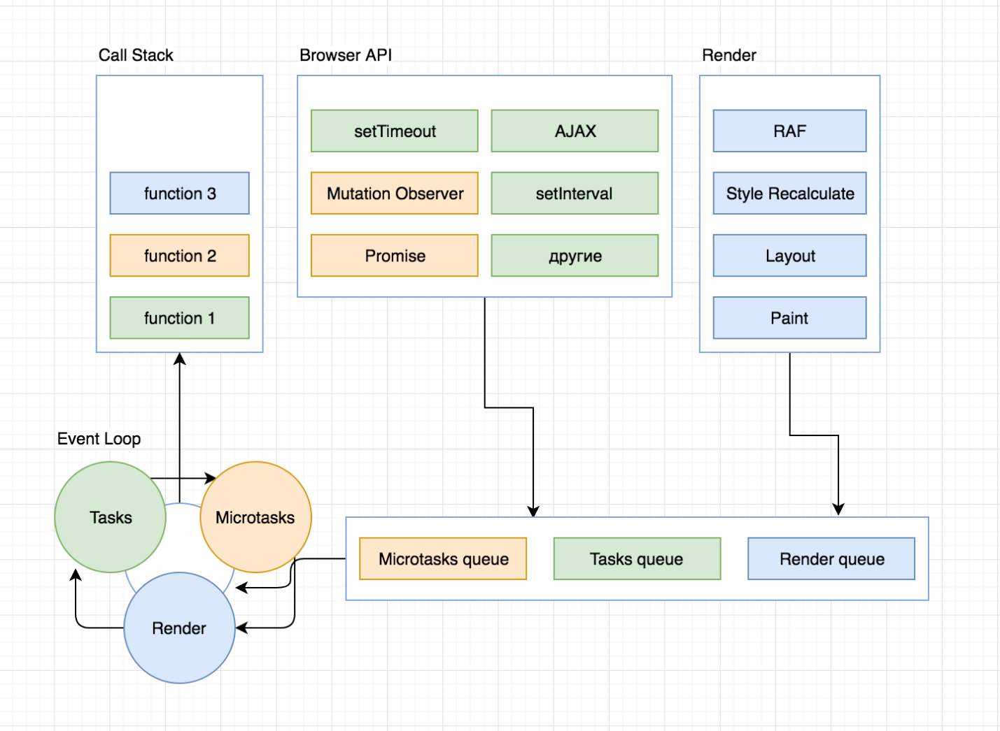 Call Stack
function 3
function 2
function 1
Browser API
setTimeout
AJAX
Mutation Observer
setInterval
Promise
другие
Render
RAF
Style Recalculate
Layout
Paint
Event Loop
Tasks
Microtasks
Render
Microtasks queue
Tasks queue
Render queue